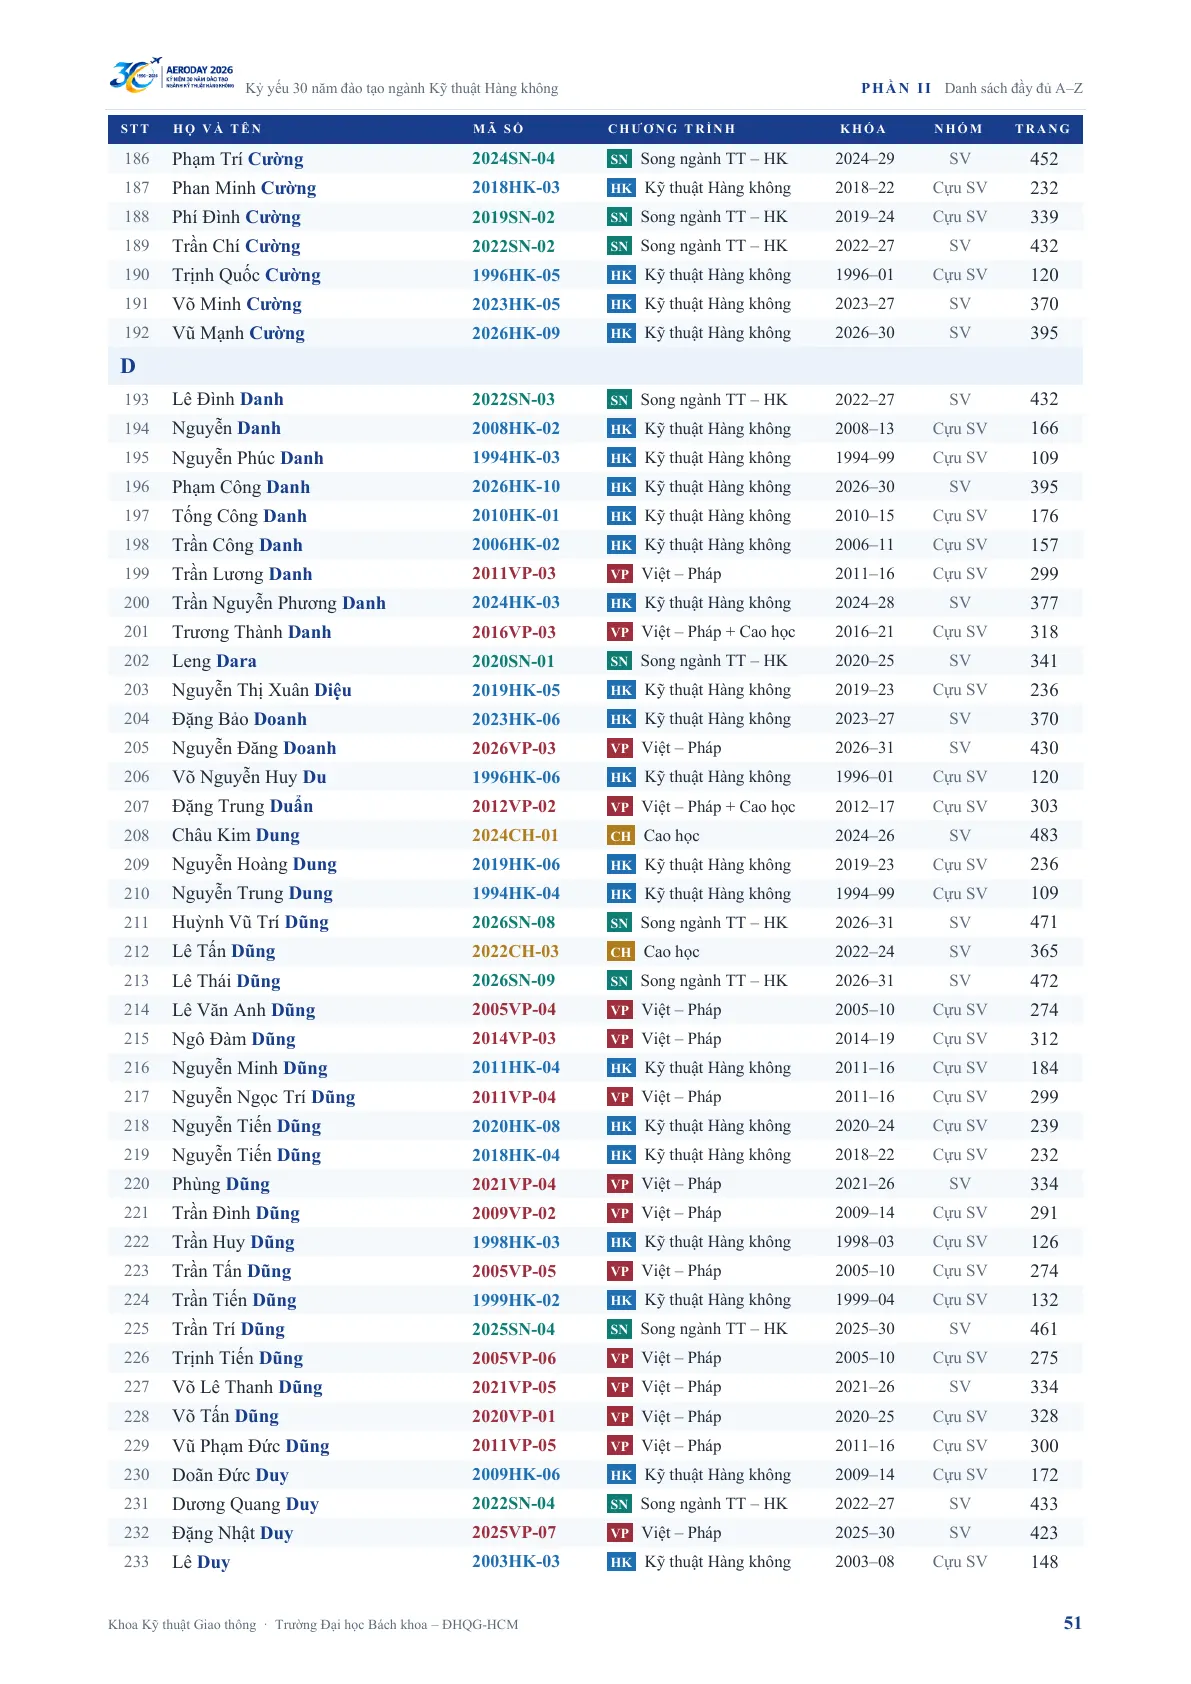 30 1996 - 2026 AERODAY 2026
KỶ NIỆM 30 NĂM ĐÀO TẠO
NGÀNH KỸ THUẬT HÀNG KHÔNG
Kỷ yếu 30 năm đào tạo ngành Kỹ thuật Hàng không PHẦN II Danh sách đầy đủ A–Z
STT HỌ VÀ TÊN MÃ SỐ CHƯƠNG TRÌNH KHÓA NHÓM TRANG
186 Phạm Trí Cường 2024SN-04 SN Song ngành TT – HK 2024–29 SV 452
187 Phan Minh Cường 2018HK-03 HK Kỹ thuật Hàng không 2018–22 Cựu SV 232
188 Phí Đình Cường 2019SN-02 SN Song ngành TT – HK 2019–24 Cựu SV 339
189 Trần Chí Cường 2022SN-02 SN Song ngành TT – HK 2022–27 SV 432
190 Trịnh Quốc Cường 1996HK-05 HK Kỹ thuật Hàng không 1996–01 Cựu SV 120
191 Võ Minh Cường 2023HK-05 HK Kỹ thuật Hàng không 2023–27 SV 370
192 Vũ Mạnh Cường 2026HK-09 HK Kỹ thuật Hàng không 2026–30 SV 395
D
193 Lê Đình Danh 2022SN-03 SN Song ngành TT – HK 2022–27 SV 432
194 Nguyễn Danh 2008HK-02 HK Kỹ thuật Hàng không 2008–13 Cựu SV 166
195 Nguyễn Phúc Danh 1994HK-03 HK Kỹ thuật Hàng không 1994–99 Cựu SV 109
196 Phạm Công Danh 2026HK-10 HK Kỹ thuật Hàng không 2026–30 SV 395
197 Tống Công Danh 2010HK-01 HK Kỹ thuật Hàng không 2010–15 Cựu SV 176
198 Trần Công Danh 2006HK-02 HK Kỹ thuật Hàng không 2006–11 Cựu SV 157
199 Trần Lương Danh 2011VP-03 VP Việt – Pháp 2011–16 Cựu SV 299
200 Trần Nguyễn Phương Danh 2024HK-03 HK Kỹ thuật Hàng không 2024–28 SV 377
201 Trương Thành Danh 2016VP-03 VP Việt – Pháp + Cao học 2016–21 Cựu SV 318
202 Leng Dara 2020SN-01 SN Song ngành TT – HK 2020–25 SV 341
203 Nguyễn Thị Xuân Diệu 2019HK-05 HK Kỹ thuật Hàng không 2019–23 Cựu SV 236
204 Đặng Bảo Doanh 2023HK-06 HK Kỹ thuật Hàng không 2023–27 SV 370
205 Nguyễn Đăng Doanh 2026VP-03 VP Việt – Pháp 2026–31 SV 430
206 Võ Nguyễn Huy Du 1996HK-06 HK Kỹ thuật Hàng không 1996–01 Cựu SV 120
207 Đặng Trung Duẩn 2012VP-02 VP Việt – Pháp + Cao học 2012–17 Cựu SV 303
208 Châu Kim Dung 2024CH-01 CH Cao học 2024–26 SV 483
209 Nguyễn Hoàng Dung 2019HK-06 HK Kỹ thuật Hàng không 2019–23 Cựu SV 236
210 Nguyễn Trung Dung 1994HK-04 HK Kỹ thuật Hàng không 1994–99 Cựu SV 109
211 Huỳnh Vũ Trí Dũng 2026SN-08 SN Song ngành TT – HK 2026–31 SV 471
212 Lê Tấn Dũng 2022CH-03 CH Cao học 2022–24 SV 365
213 Lê Thái Dũng 2026SN-09 SN Song ngành TT – HK 2026–31 SV 472
214 Lê Văn Anh Dũng 2005VP-04 VP Việt – Pháp 2005–10 Cựu SV 274
215 Ngô Đàm Dũng 2014VP-03 VP Việt – Pháp 2014–19 Cựu SV 312
216 Nguyễn Minh Dũng 2011HK-04 HK Kỹ thuật Hàng không 2011–16 Cựu SV 184
217 Nguyễn Ngọc Trí Dũng 2011VP-04 VP Việt – Pháp 2011–16 Cựu SV 299
218 Nguyễn Tiến Dũng 2020HK-08 HK Kỹ thuật Hàng không 2020–24 Cựu SV 239
219 Nguyễn Tiến Dũng 2018HK-04 HK Kỹ thuật Hàng không 2018–22 Cựu SV 232
220 Phùng Dũng 2021VP-04 VP Việt – Pháp 2021–26 SV 334
221 Trần Đình Dũng 2009VP-02 VP Việt – Pháp 2009–14 Cựu SV 291
222 Trần Huy Dũng 1998HK-03 HK Kỹ thuật Hàng không 1998–03 Cựu SV 126
223 Trần Tấn Dũng 2005VP-05 VP Việt – Pháp 2005–10 Cựu SV 274
224 Trần Tiến Dũng 1999HK-02 HK Kỹ thuật Hàng không 1999–04 Cựu SV 132
225 Trần Trí Dũng 2025SN-04 SN Song ngành TT – HK 2025–30 SV 461
226 Trịnh Tiến Dũng 2005VP-06 VP Việt – Pháp 2005–10 Cựu SV 275
227 Võ Lê Thanh Dũng 2021VP-05 VP Việt – Pháp 2021–26 SV 334
228 Võ Tấn Dũng 2020VP-01 VP Việt – Pháp 2020–25 Cựu SV 328
229 Vũ Phạm Đức Dũng 2011VP-05 VP Việt – Pháp 2011–16 Cựu SV 300
230 Doãn Đức Duy 2009HK-06 HK Kỹ thuật Hàng không 2009–14 Cựu SV 172
231 Dương Quang Duy 2022SN-04 SN Song ngành TT – HK 2022–27 SV 433
232 Đặng Nhật Duy 2025VP-07 VP Việt – Pháp 2025–30 SV 423
233 Lê Duy 2003HK-03 HK Kỹ thuật Hàng không 2003–08 Cựu SV 148
Khoa Kỹ thuật Giao thông · Trường Đại học Bách khoa – ĐHQG-HCM 51